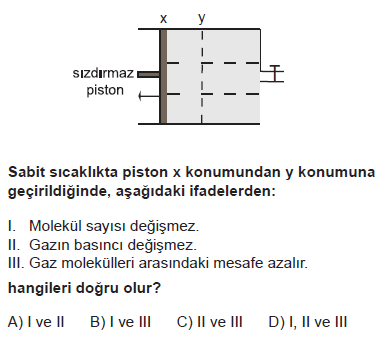 x y
sızdırmaz
piston
Sabit sıcaklıkta piston x konumundan y konumuna
geçirildiğinde, aşağıdaki ifadelerden:
I. Molekül sayısı değişmez.
II. Gazın basıncı değişmez.
III. Gaz molekülleri arasındaki mesafe azalır.
hangileri doğru olur?
A) I ve II B) I ve III C) II ve III D) I, II ve III